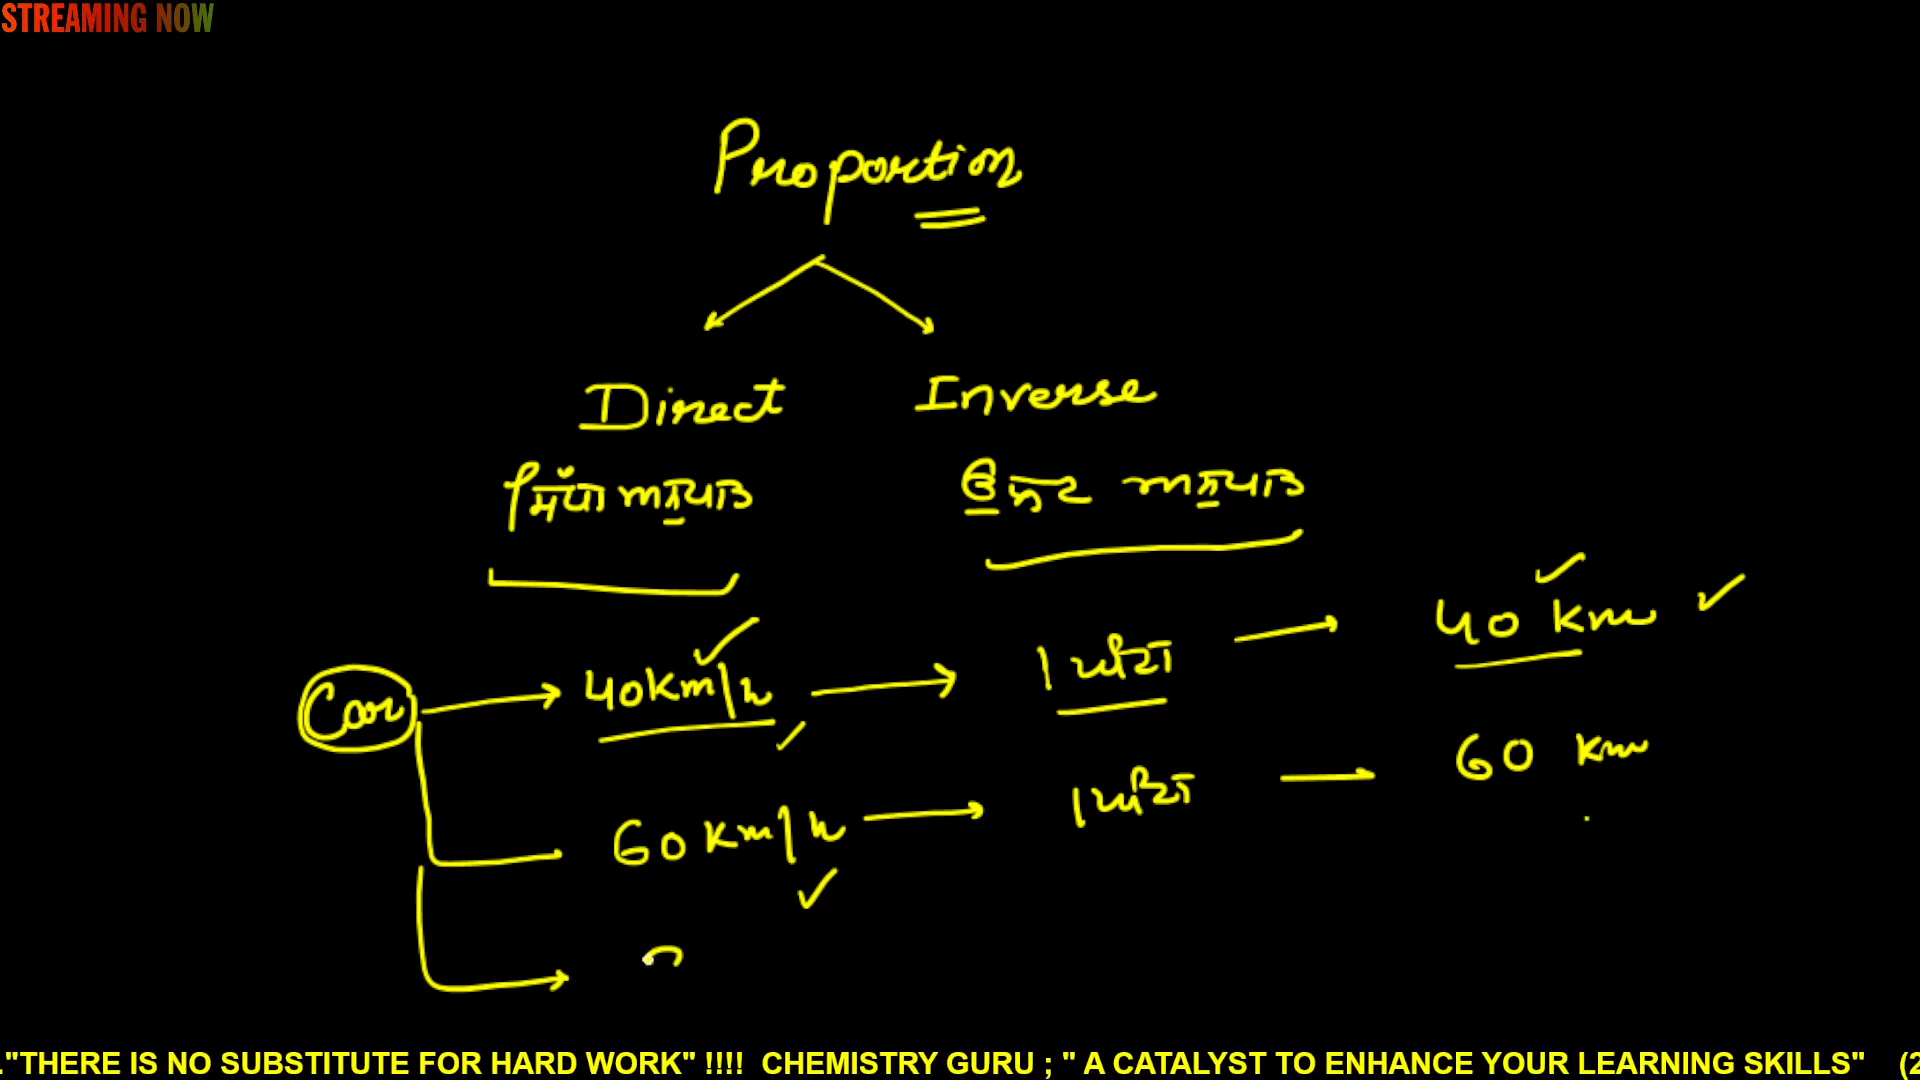 STREAMING NOW
Proportion
Direct Inverse
ਸਿੱਧਾ ਅਨੁਪਾਤ ਉਲਟ ਅਨੁਪਾਤ
Car 40km/h 1 ਘੰਟਾ 40 km
60 km/h 1 ਘੰਟਾ 60 km
."THERE IS NO SUBSTITUTE FOR HARD WORK" !!!! CHEMISTRY GURU ; " A CATALYST TO ENHANCE YOUR LEARNING SKILLS" (2